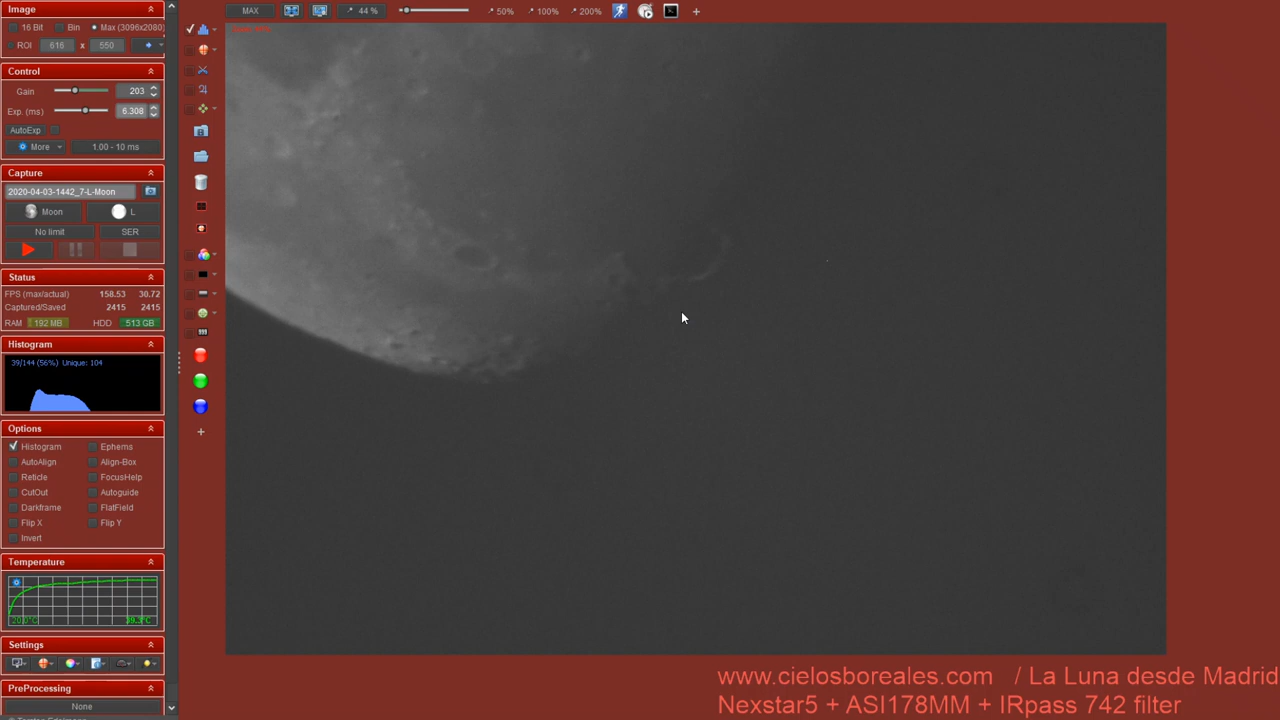 Image
16 Bit Bin Max (3096x2080)
ROI 616 x 550
Control
Gain 203
Exp. (ms) 6.308
AutoExp
More 1.00 - 10 ms
Capture
2020-04-03-1442_7-L-Moon
Moon L
No limit SER
Status
FPS (max/actual) 158.53 30.72
Captured/Saved 2415 2415
RAM 192 MB HDD 513 GB
Histogram
39/144 (56%) Unique: 104
Options
Histogram Ephems
AutoAlign Align-Box
Reticle FocusHelp
CutOut Autoguide
Darkframe FlatField
Flip X Flip Y
Invert
Temperature
Settings
PreProcessing
None
MAX 44 % 50% 100% 200%
www.cielosboreales.com / La Luna desde Madrid
Nexstar5 + ASI178MM + IRpass 742 filter